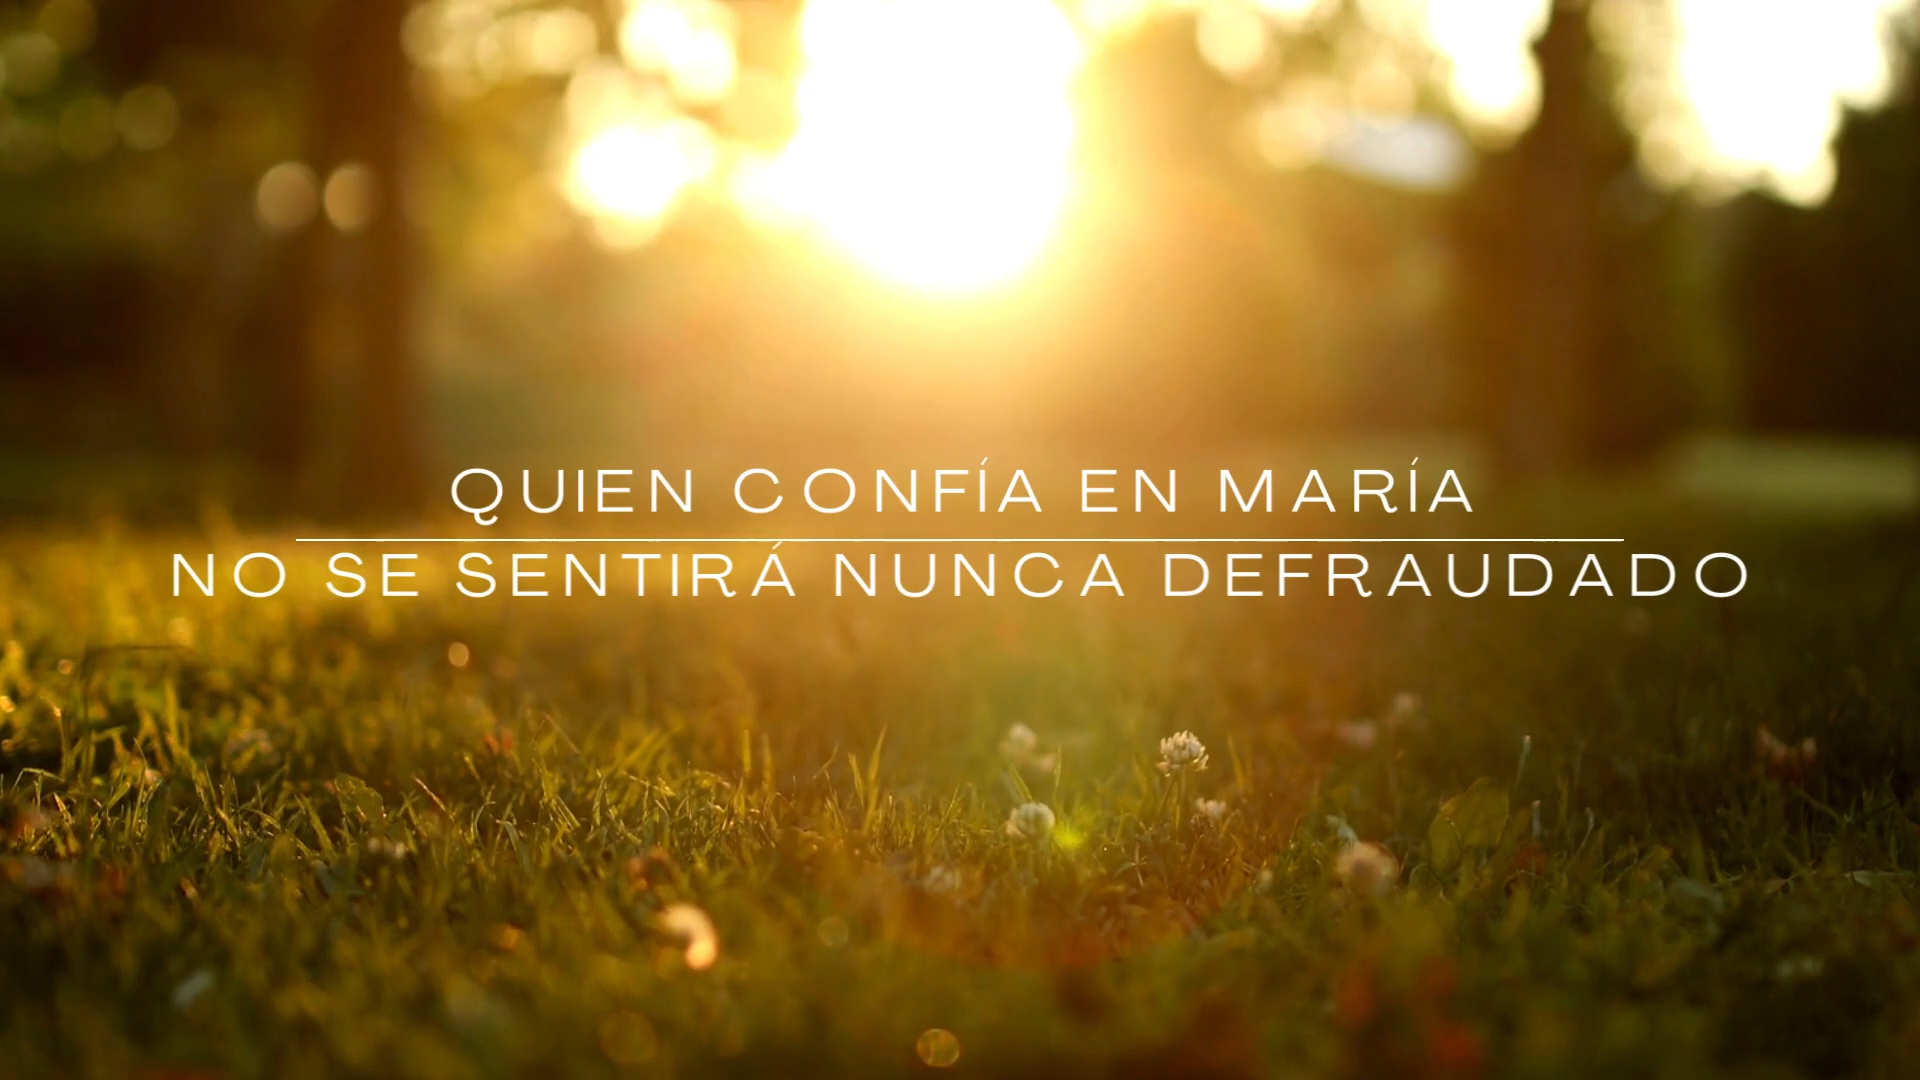 QUIEN CONFÍA EN MARÍA
NO SE SENTIRÁ NUNCA DEFRAUDADO